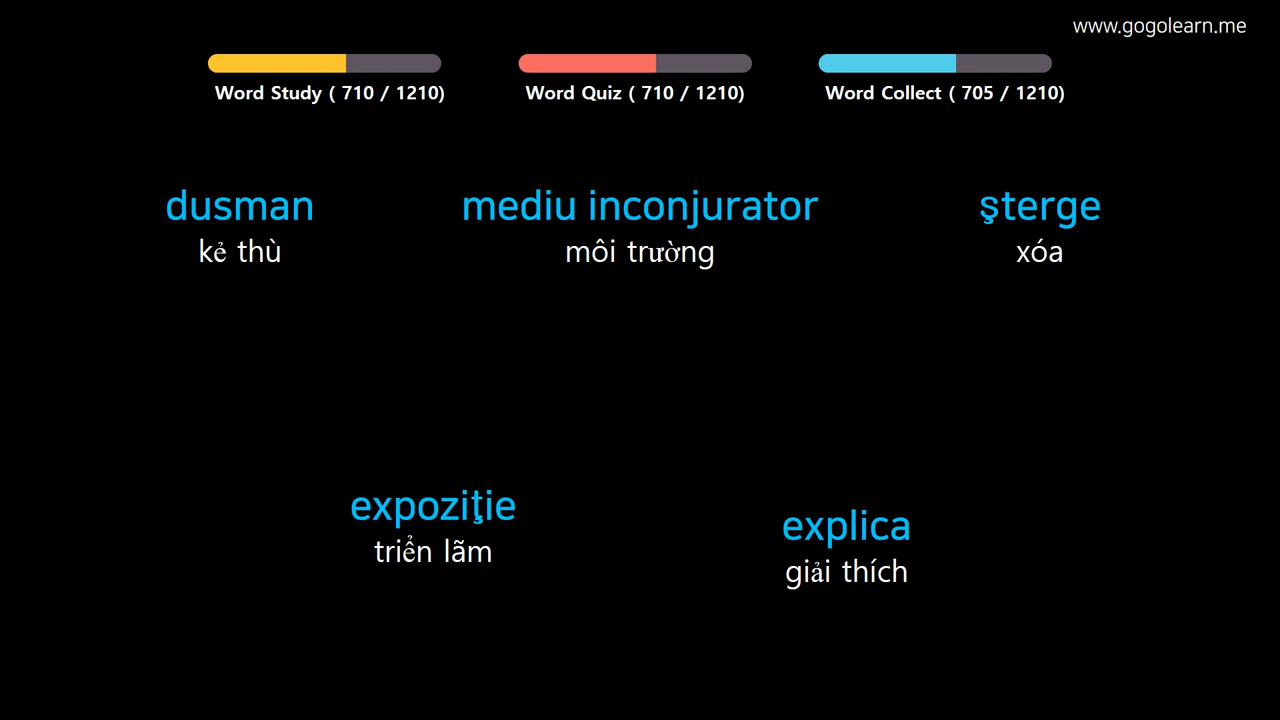 www.gogolearn.me
Word Study ( 710 / 1210)
Word Quiz ( 710 / 1210)
Word Collect ( 705 / 1210)
dusman
kẻ thù
mediu inconjurator
môi trường
şterge
xóa
expoziţie
triển lãm
explica
giải thích